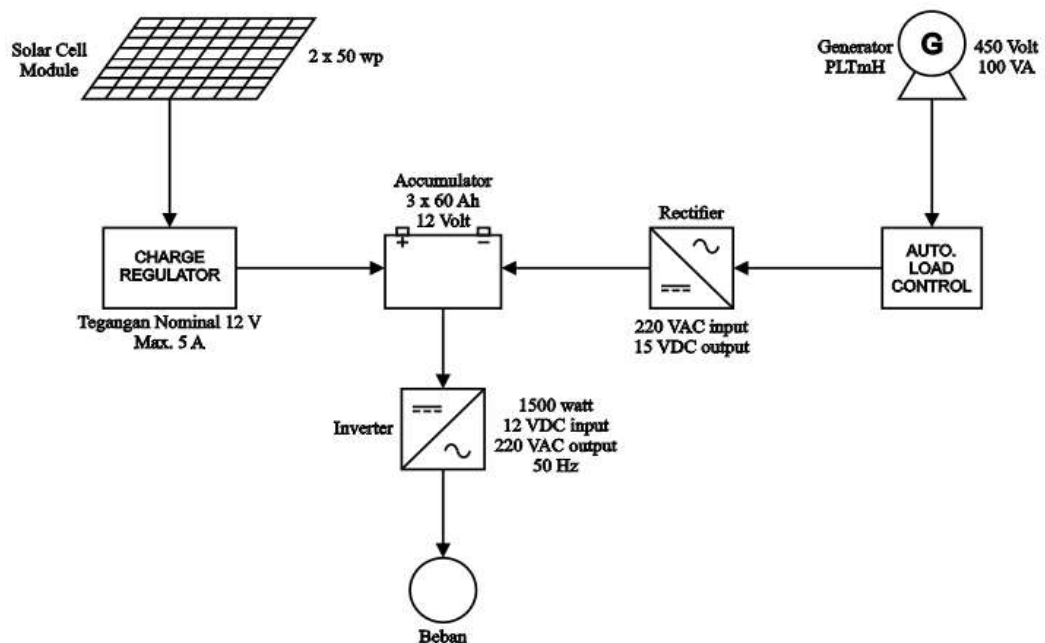 Solar Cell
Module
2 x 50 wp
Generator
PLTmH
G
450 Volt
100 VA
Accumulator
3 x 60 Ah
12 Volt
+ −
Rectifier
CHARGE
REGULATOR
AUTO.
LOAD
CONTROL
Tegangan Nominal 12 V
Max. 5 A
220 VAC input
15 VDC output
Inverter
1500 watt
12 VDC input
220 VAC output
50 Hz
Beban